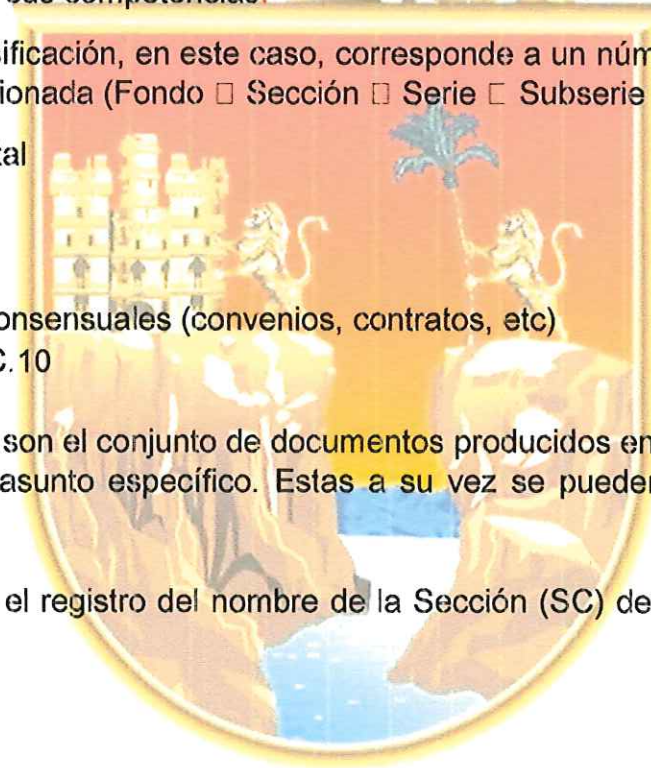 sus competencias.
sificación, en este caso, corresponde a un núm
ionada (Fondo □ Sección □ Serie □ Subserie
tal
onsensuales (convenios, contratos, etc)
C.10
son el conjunto de documentos producidos en
asunto específico. Estas a su vez se pueden
el registro del nombre de la Sección (SC) de